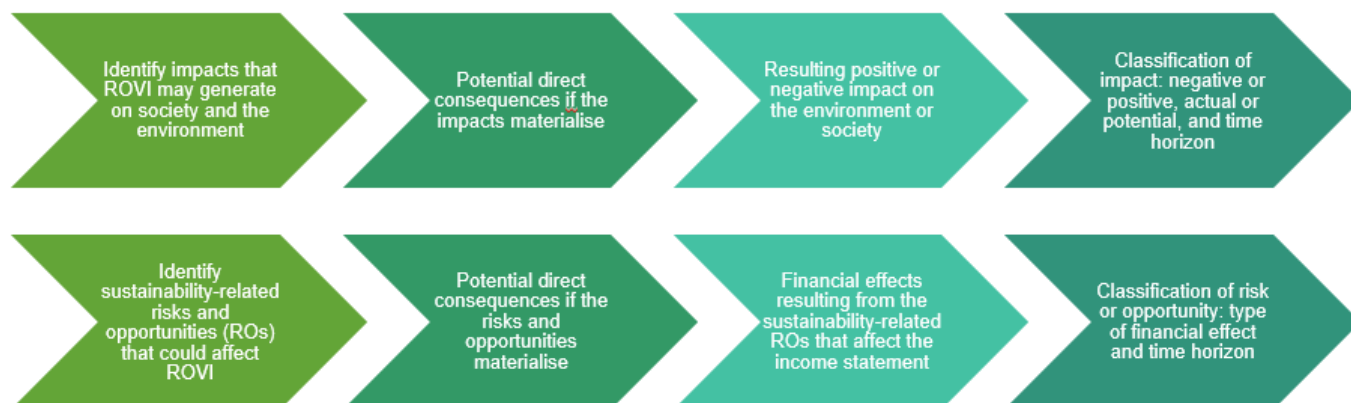 Identify impacts that
ROVI may generate
on society and the
environment
Potential direct
consequences if the
impacts materialise
Resulting positive or
negative impact on
the environment or
society
Classification of
impact: negative or
positive, actual or
potential, and time
horizon
Identify
sustainability-related
risks and
opportunities (ROs)
that could affect
ROVI
Potential direct
consequences if the
risks and
opportunities
materialise
Financial effects
resulting from the
sustainability-related
ROs that affect the
income statement
Classification of risk
or opportunity: type
of financial effect
and time horizon